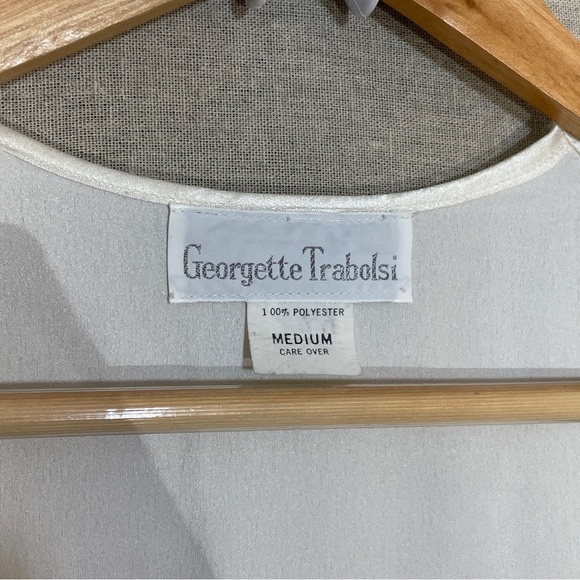 Georgette Trabolsi
100% POLYESTER
MEDIUM
CARE OVER